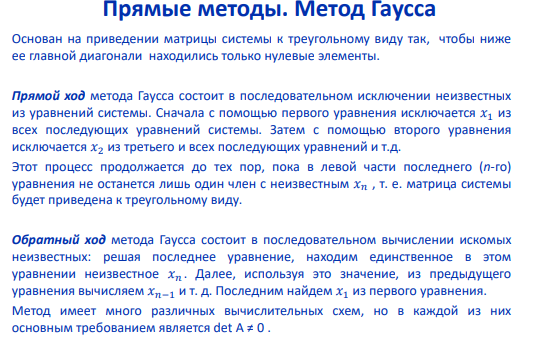 Прямые методы. Метод Гаусса
Основан на приведении матрицы системы к треугольному виду так, чтобы ниже
ее главной диагонали находились только нулевые элементы.
Прямой ход метода Гаусса состоит в последовательном исключении неизвестных
из уравнений системы. Сначала с помощью первого уравнения исключается x₁ из
всех последующих уравнений системы. Затем с помощью второго уравнения
исключается x₂ из третьего и всех последующих уравнений и т.д.
Этот процесс продолжается до тех пор, пока в левой части последнего (n-го)
уравнения не останется лишь один член с неизвестным xₙ , т. е. матрица системы
будет приведена к треугольному виду.
Обратный ход метода Гаусса состоит в последовательном вычислении искомых
неизвестных: решая последнее уравнение, находим единственное в этом
уравнении неизвестное xₙ. Далее, используя это значение, из предыдущего
уравнения вычисляем xₙ₋₁ и т. д. Последним найдем x₁ из первого уравнения.
Метод имеет много различных вычислительных схем, но в каждой из них
основным требованием является det A ≠ 0 .